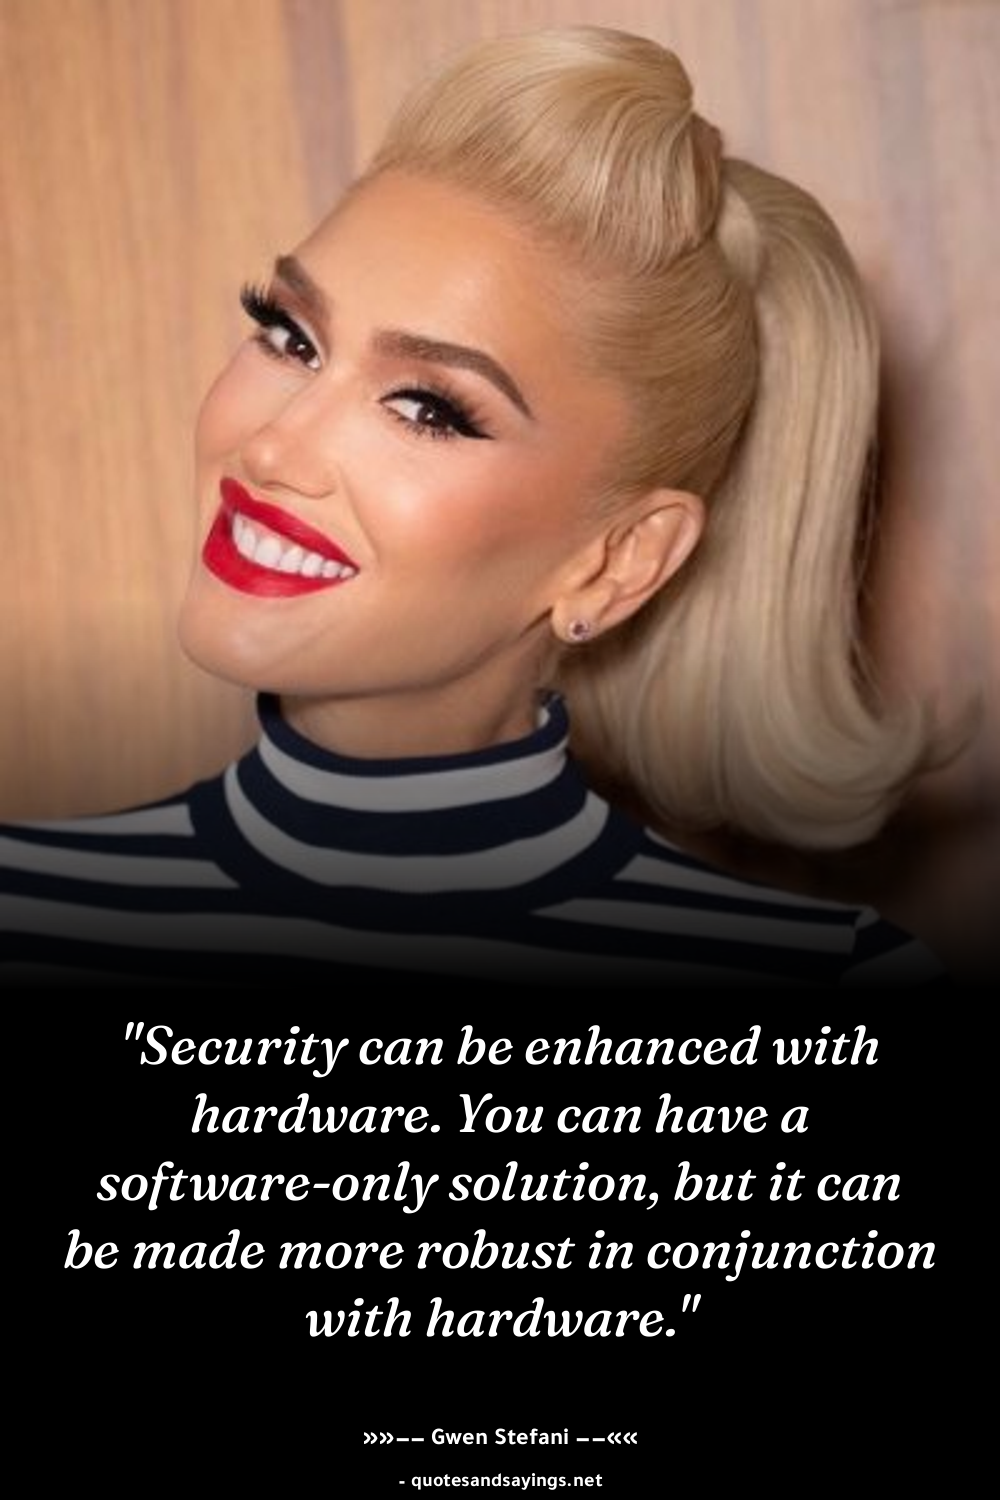 "Security can be enhanced with
hardware. You can have a
software-only solution, but it can
be made more robust in conjunction
with hardware."
»»–– Gwen Stefani ––««
- quotesandsayings.net